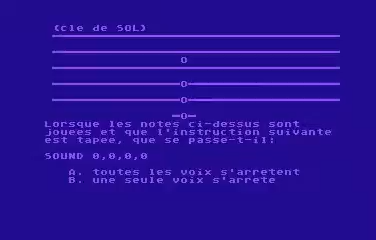 (Cle de SOL)
Lorsque les notes ci-dessus sont
jouees et que l'instruction suivante
est tapee, que se passe-t-il:
SOUND 0,0,0,0
A. toutes les voix s'arretent
B. une seule voix s'arrete